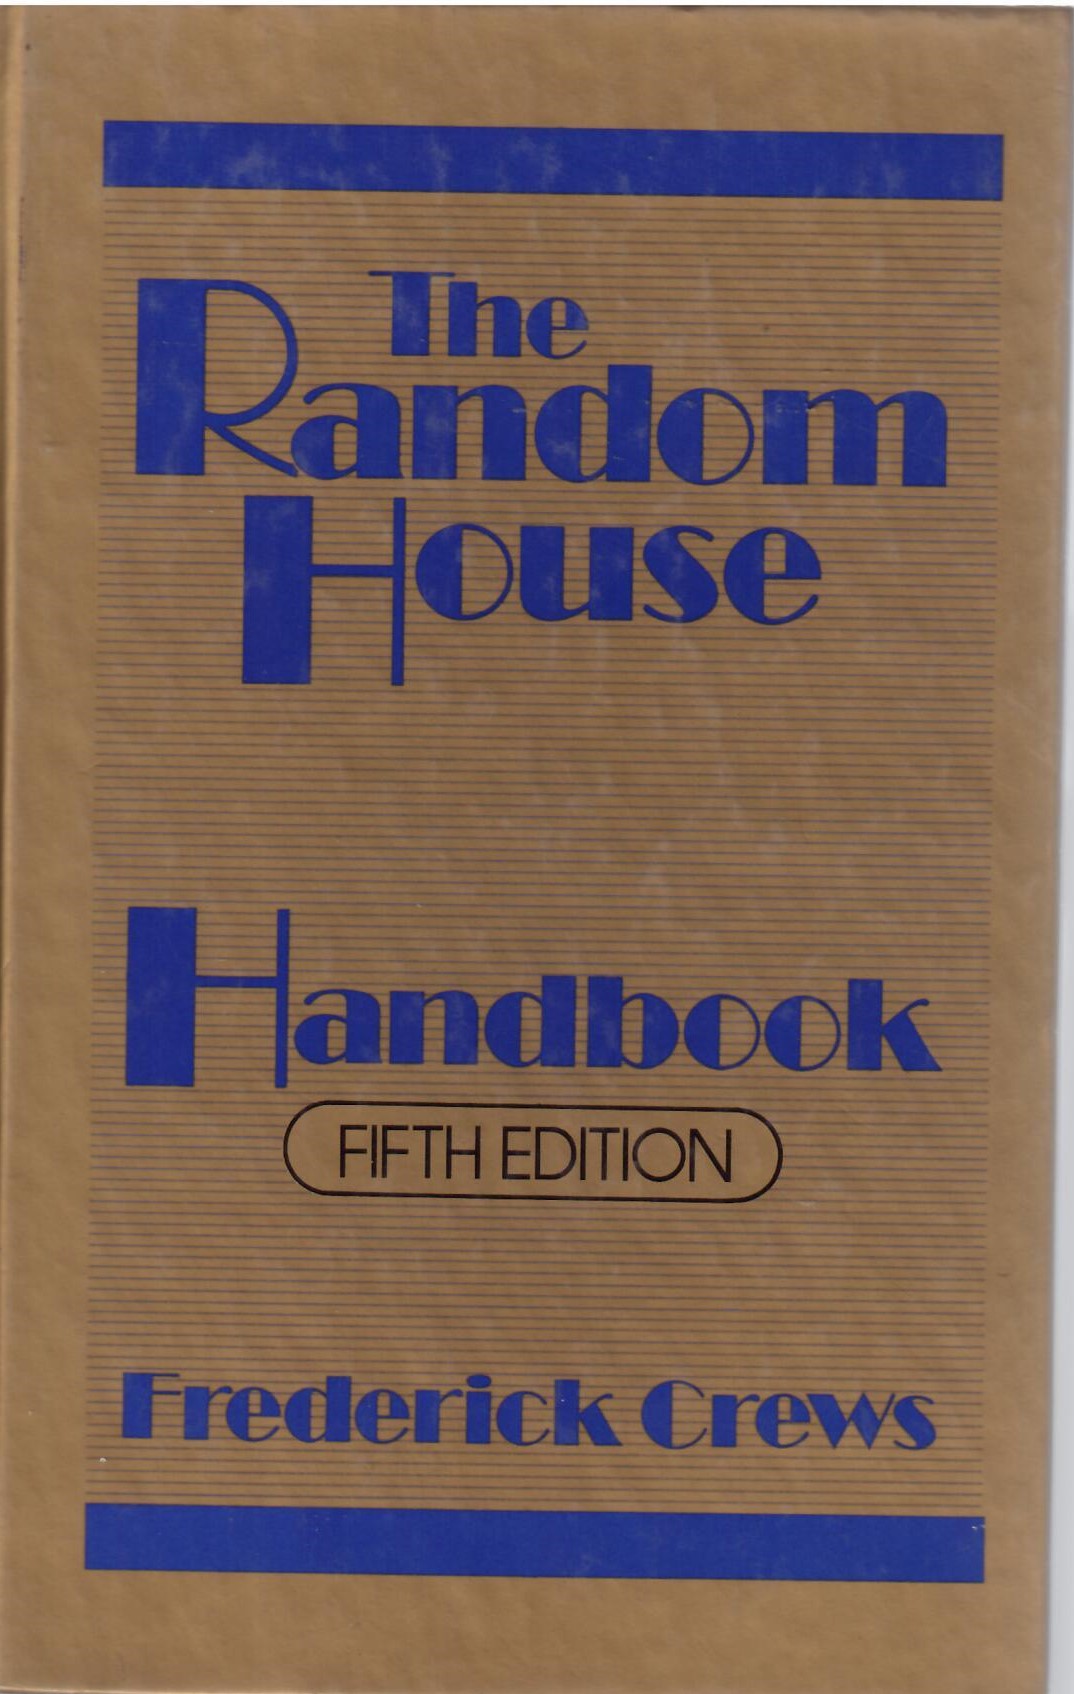 The
Random
House
Handbook
FIFTH EDITION
Frederick Crews